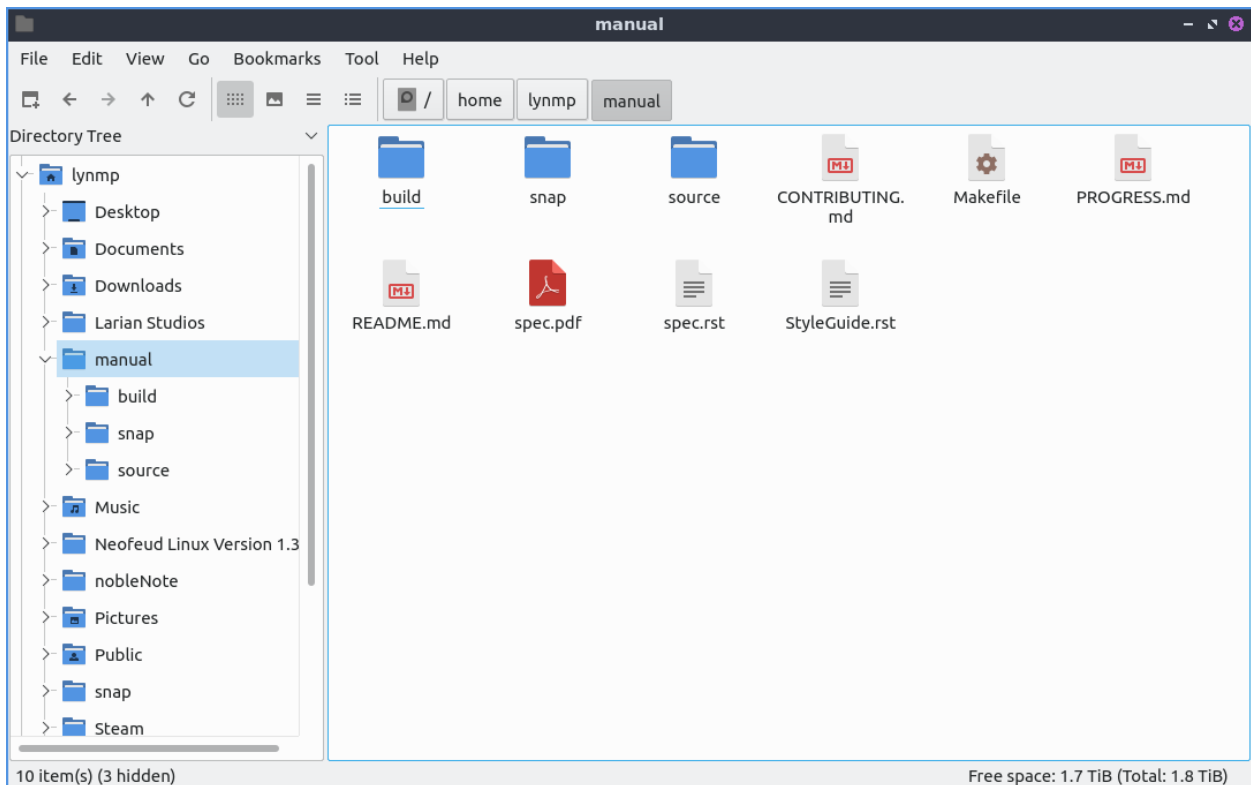 manual
File Edit View Go Bookmarks Tool Help
/ home lynmp manual
Directory Tree
lynmp
Desktop
Documents
Downloads
Larian Studios
manual
build
snap
source
Music
Neofeud Linux Version 1.3
nobleNote
Pictures
Public
snap
Steam
build snap source CONTRIBUTING. Makefile PROGRESS.md
md
README.md spec.pdf spec.rst StyleGuide.rst
10 item(s) (3 hidden)
Free space: 1.7 TiB (Total: 1.8 TiB)